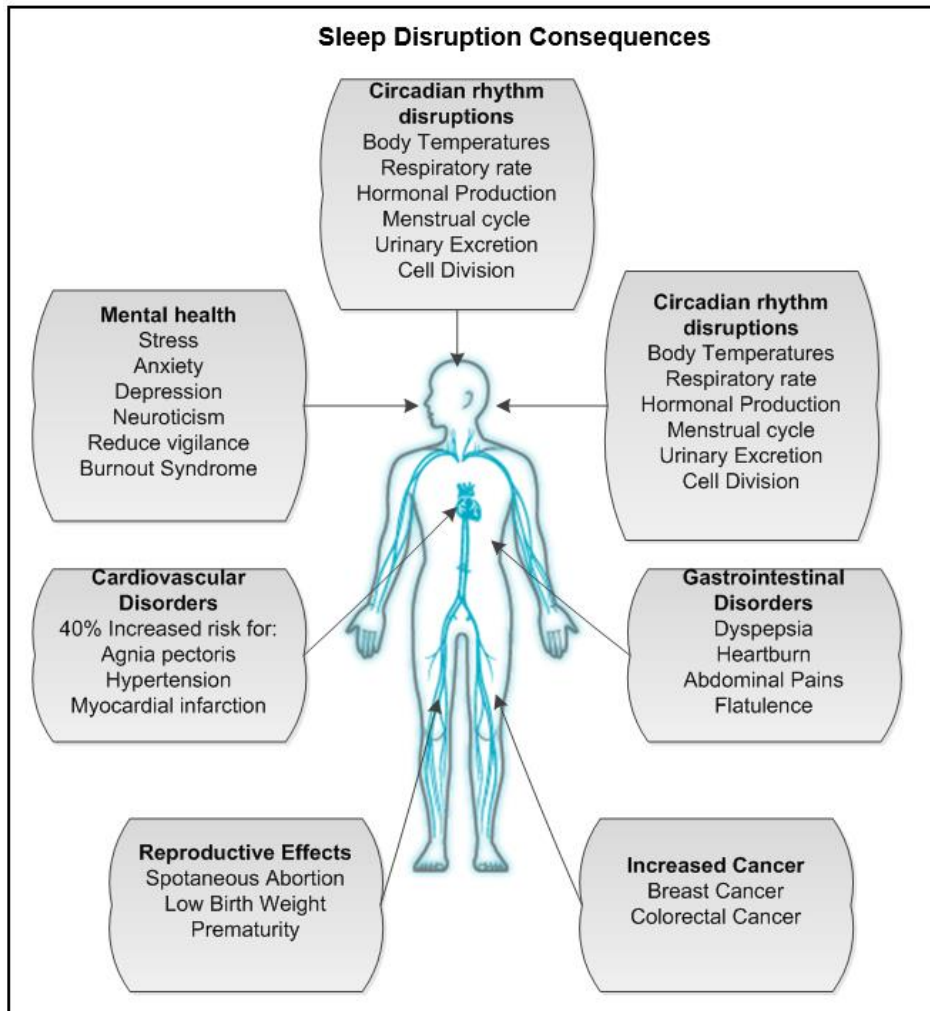 Sleep Disruption Consequences
Circadian rhythm
disruptions
Body Temperatures
Respiratory rate
Hormonal Production
Menstrual cycle
Urinary Excretion
Cell Division
Mental health
Stress
Anxiety
Depression
Neuroticism
Reduce vigilance
Burnout Syndrome
Circadian rhythm
disruptions
Body Temperatures
Respiratory rate
Hormonal Production
Menstrual cycle
Urinary Excretion
Cell Division
Cardiovascular
Disorders
40% Increased risk for:
Agnia pectoris
Hypertension
Myocardial infarction
Gastrointestinal
Disorders
Dyspepsia
Heartburn
Abdominal Pains
Flatulence
Reproductive Effects
Spotaneous Abortion
Low Birth Weight
Prematurity
Increased Cancer
Breast Cancer
Colorectal Cancer